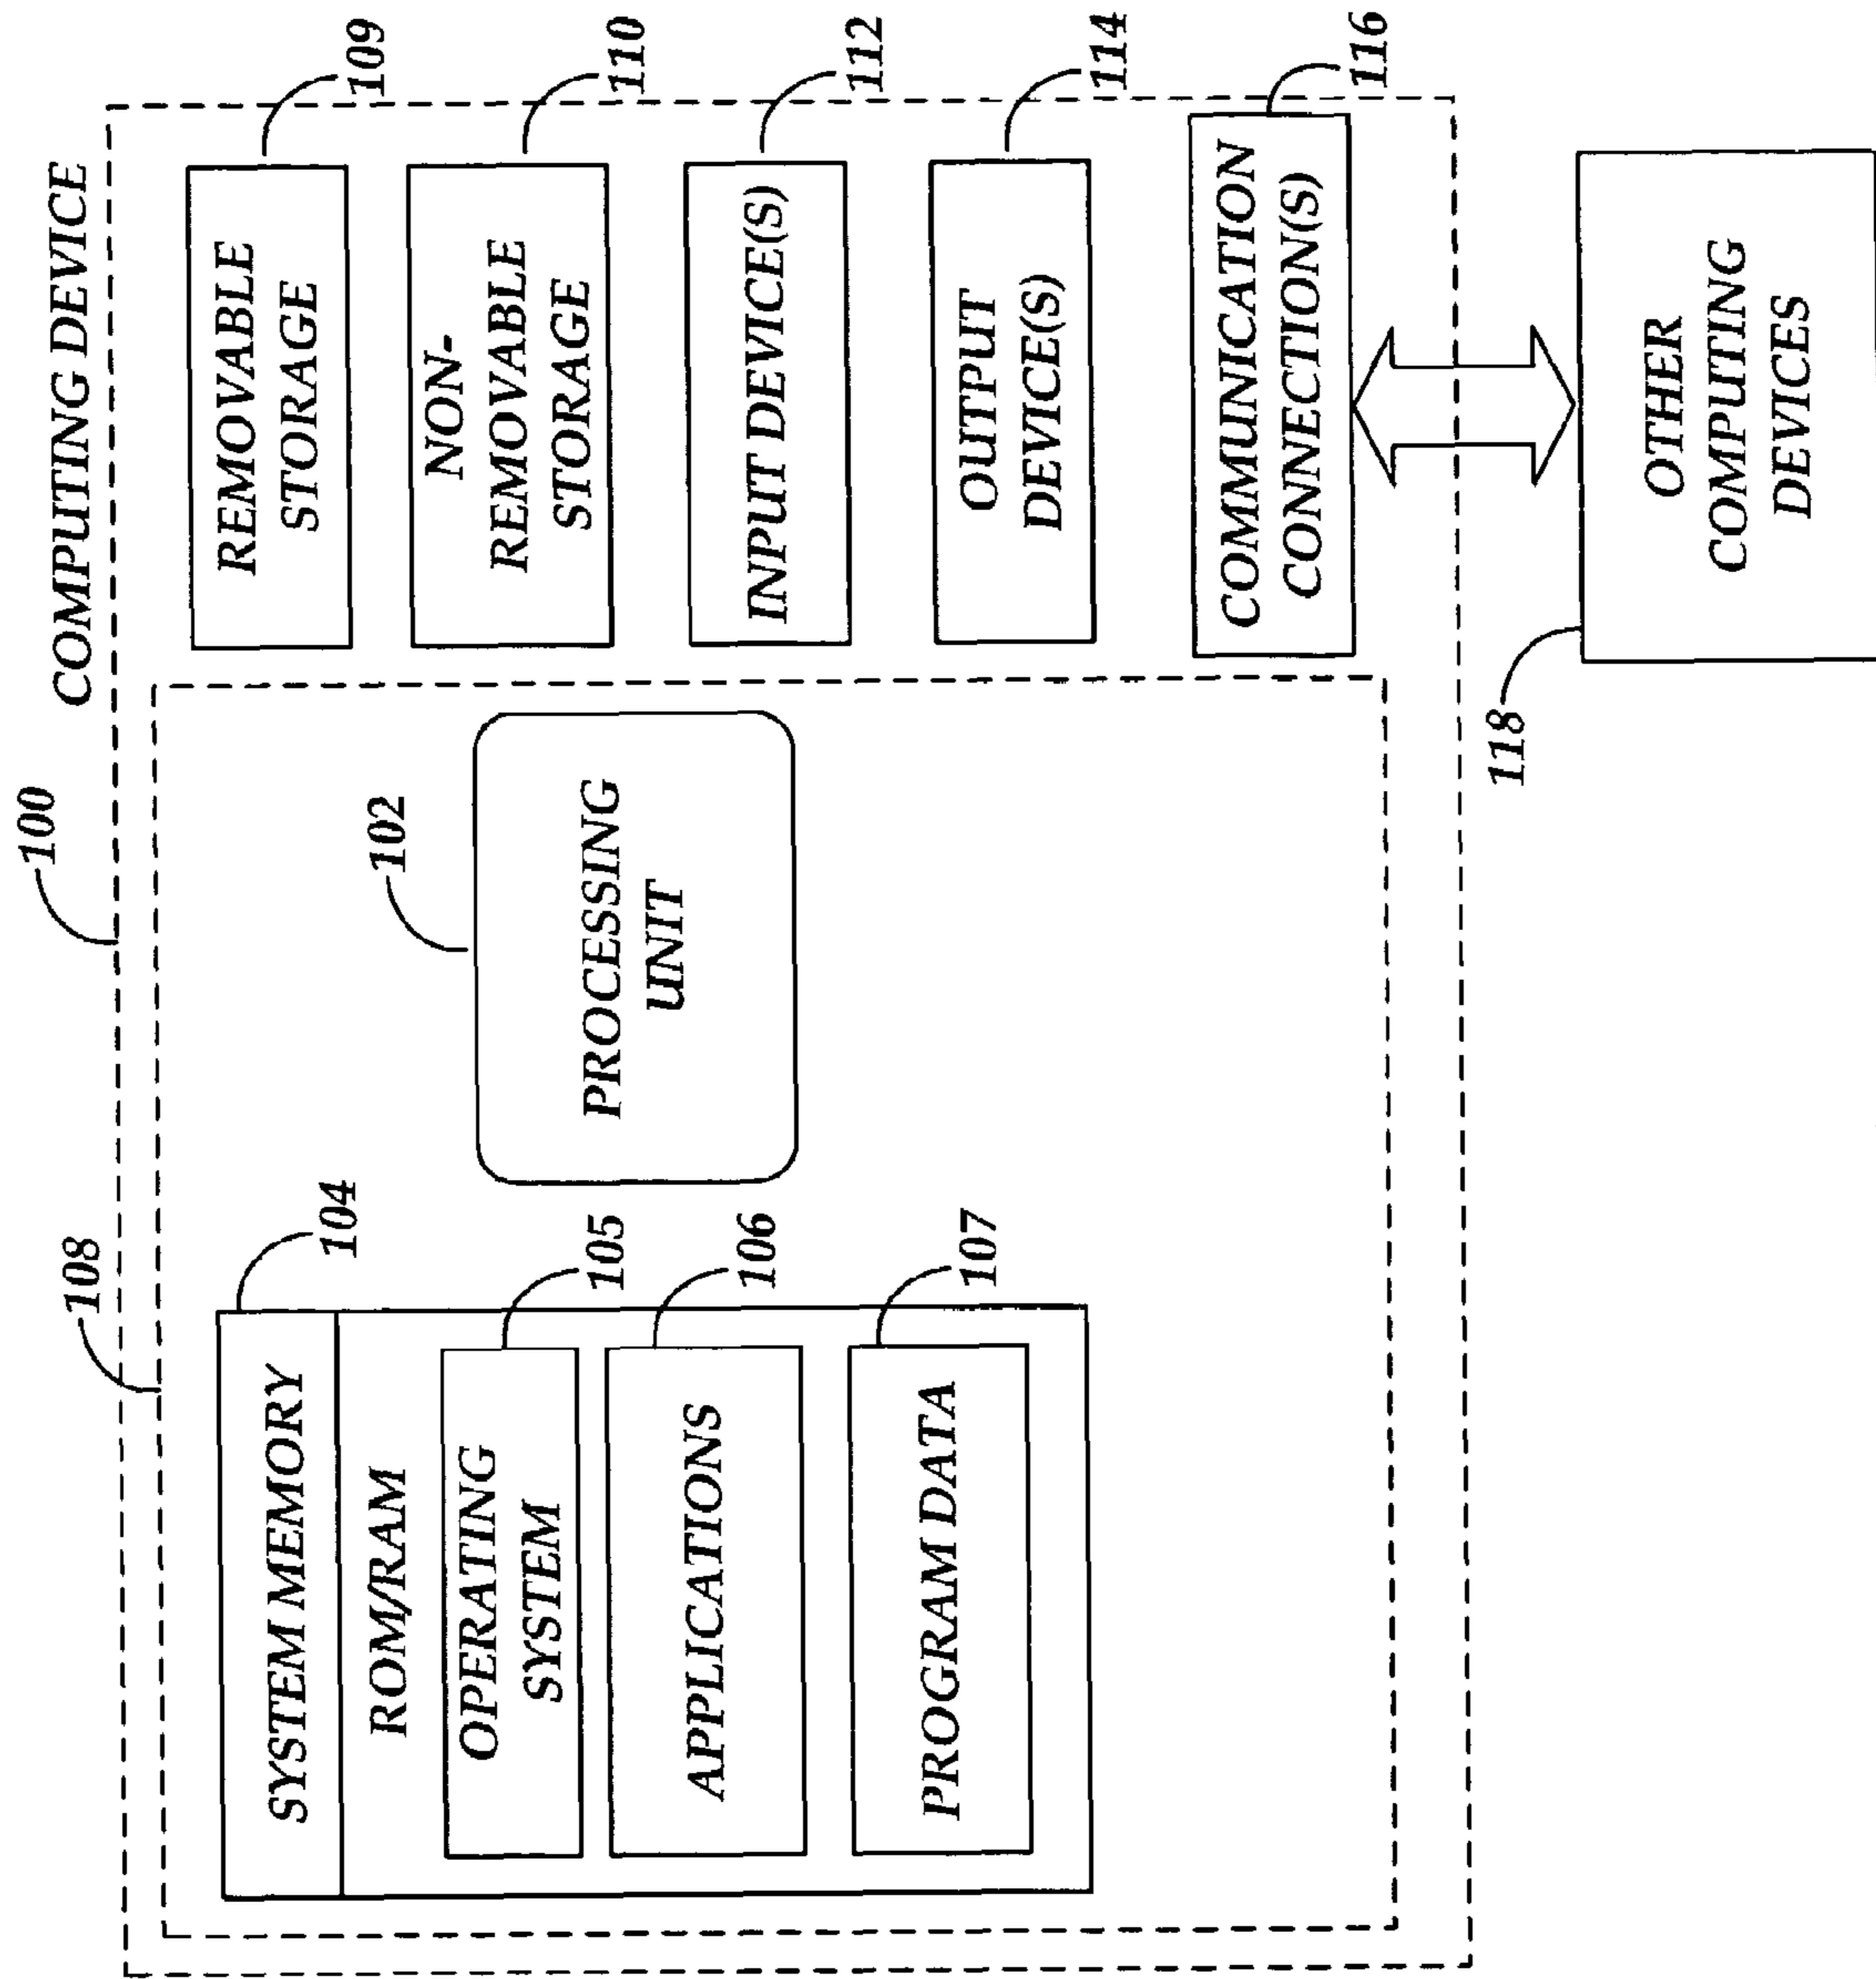 100
COMPUTING DEVICE
108
SYSTEM MEMORY
104
ROM/RAM
OPERATING
SYSTEM
105
APPLICATIONS
106
PROGRAM DATA
107
102
PROCESSING
UNIT
REMOVABLE
STORAGE
109
NON-
REMOVABLE
STORAGE
110
INPUT DEVICE(S)
112
OUTPUT
DEVICE(S)
114
COMMUNICATION
CONNECTION(S)
116
118
OTHER
COMPUTING
DEVICES